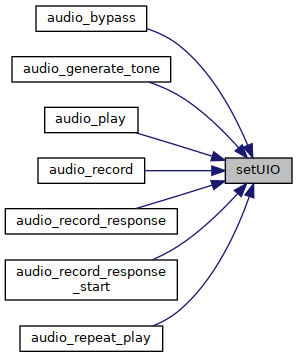 audio_bypass
audio_generate_tone
audio_play
audio_record
setUIO
audio_record_response
audio_record_response
_start
audio_repeat_play